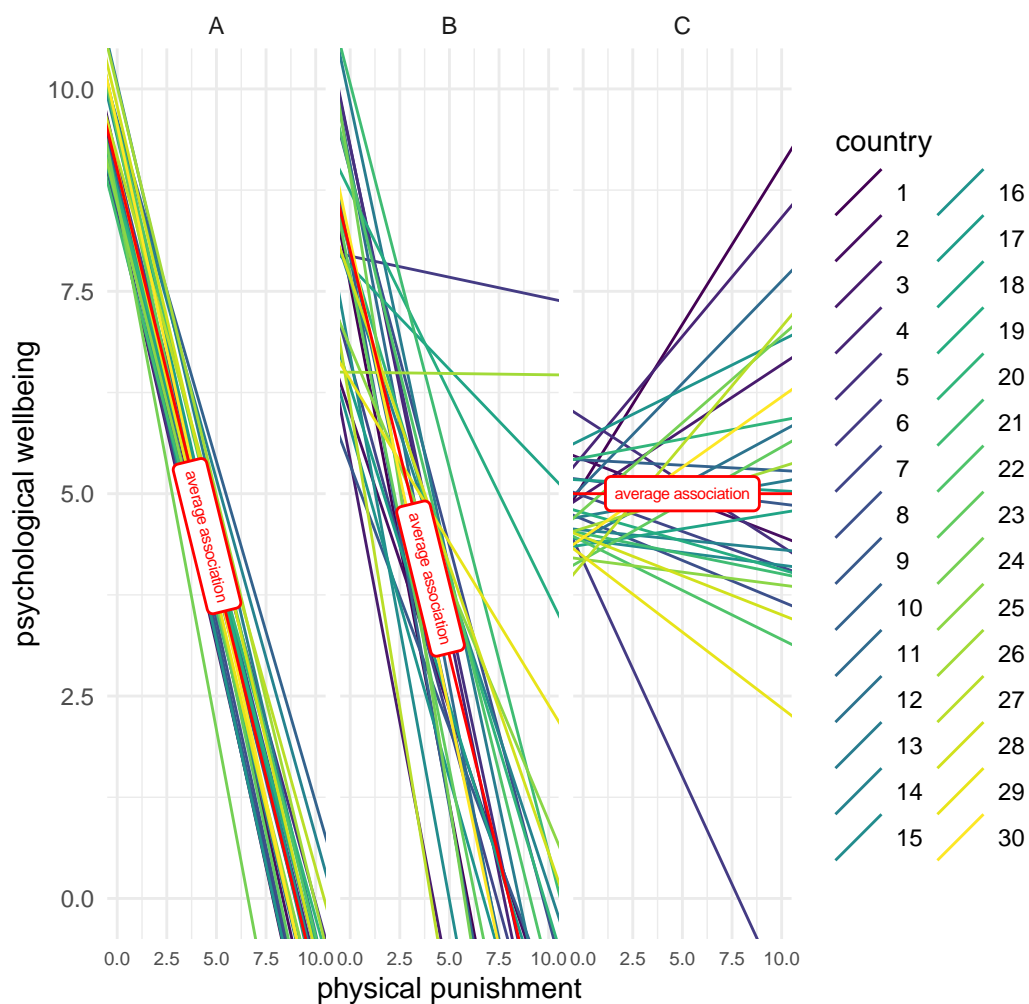 A B C
10.0
7.5
5.0
2.5
0.0
psychological wellbeing
average association
average association
average association
0.0 2.5 5.0 7.5 10.0 0.0 2.5 5.0 7.5 10.0 0.0 2.5 5.0 7.5 10.0
physical punishment
country
1 16
2 17
3 18
4 19
5 20
6 21
7 22
8 23
9 24
10 25
11 26
12 27
13 28
14 29
15 30